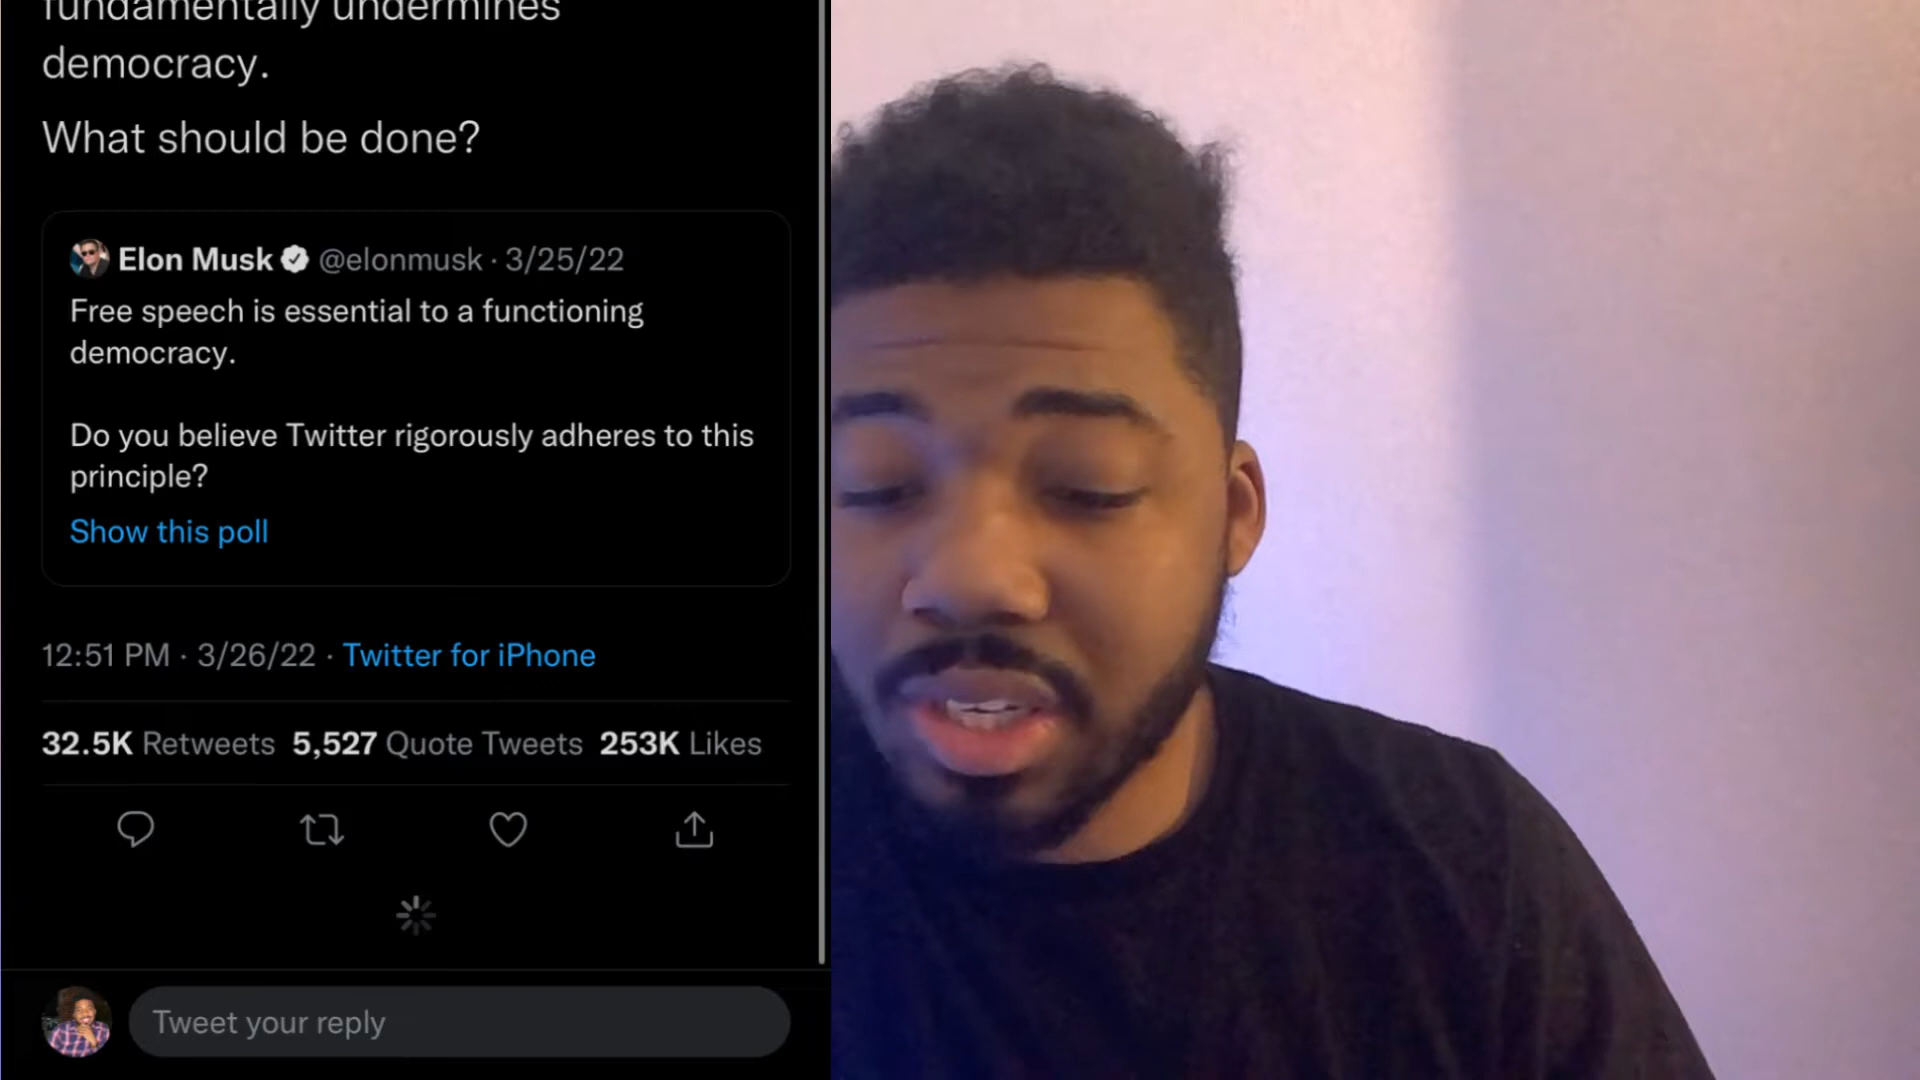 fundamentally undermines
democracy.
What should be done?
Elon Musk @elonmusk · 3/25/22
Free speech is essential to a functioning
democracy.
Do you believe Twitter rigorously adheres to this
principle?
Show this poll
12:51 PM · 3/26/22 · Twitter for iPhone
32.5K Retweets 5,527 Quote Tweets 253K Likes
Tweet your reply